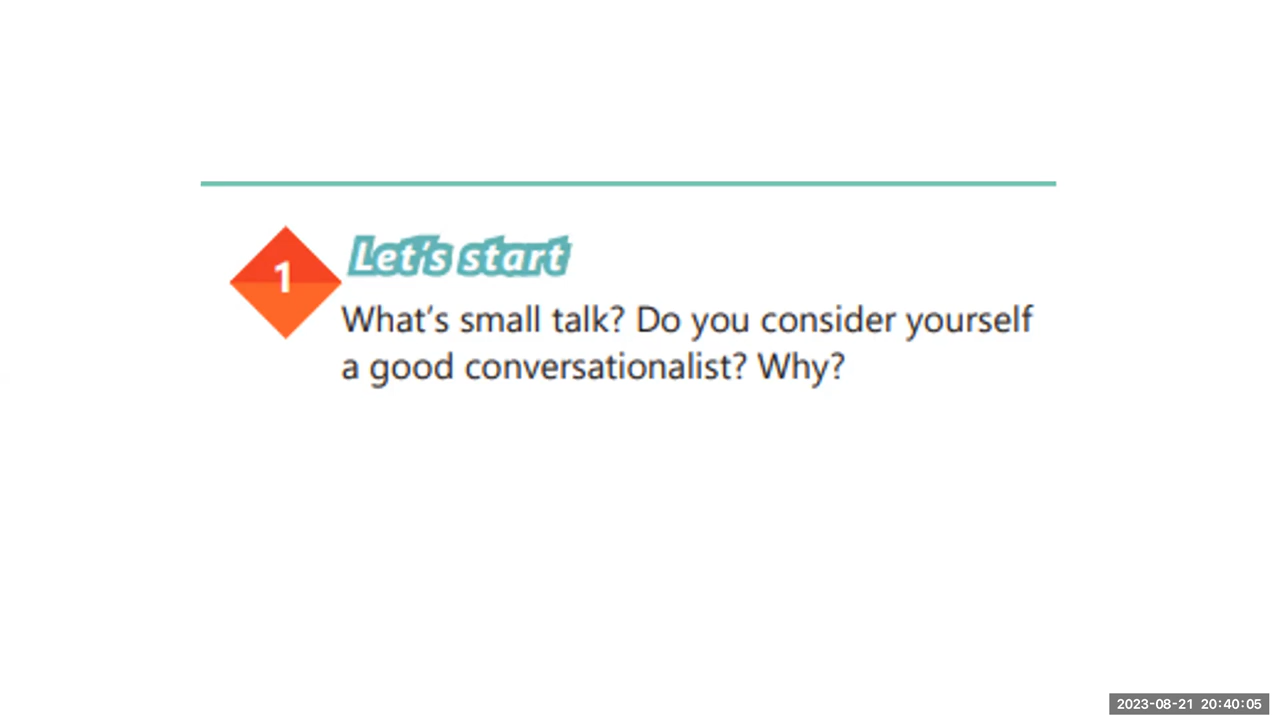 1
Let's start
What's small talk? Do you consider yourself
a good conversationalist? Why?
2023-08-21 20:40:05